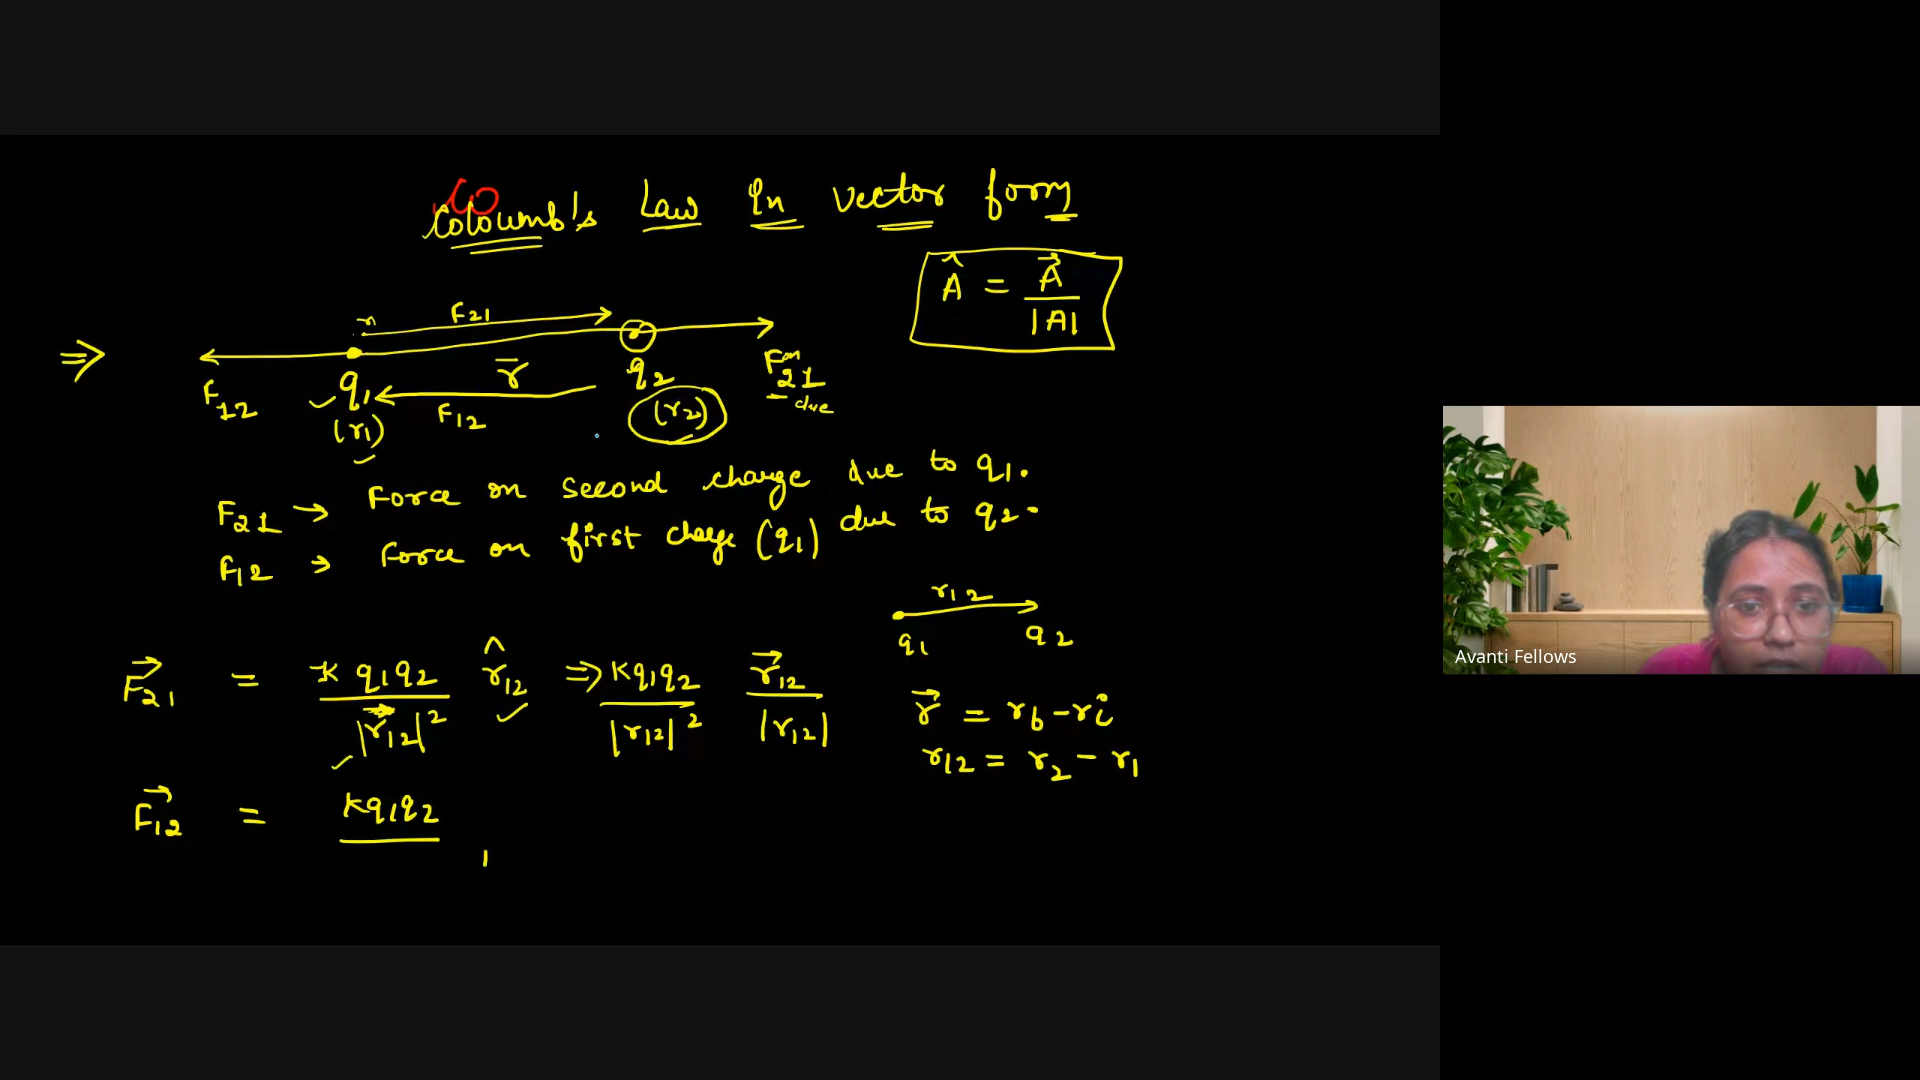 Coloumb's Law In vector form
Â = A⃗ / |A|
F21
F12 q1 r̅ q2 F21 on due
(r1) F12 (r2)
F21 → Force on second charge due to q1.
F12 → Force on first charge (q1) due to q2.
r12
q1 q2
F⃗21 = K q1q2 / |r⃗12|² r̂12 ⇒ Kq1q2 / |r12|² r⃗12 / |r12|
r⃗ = rf - ri
r12 = r2 - r1
F⃗12 = Kq1q2
Avanti Fellows